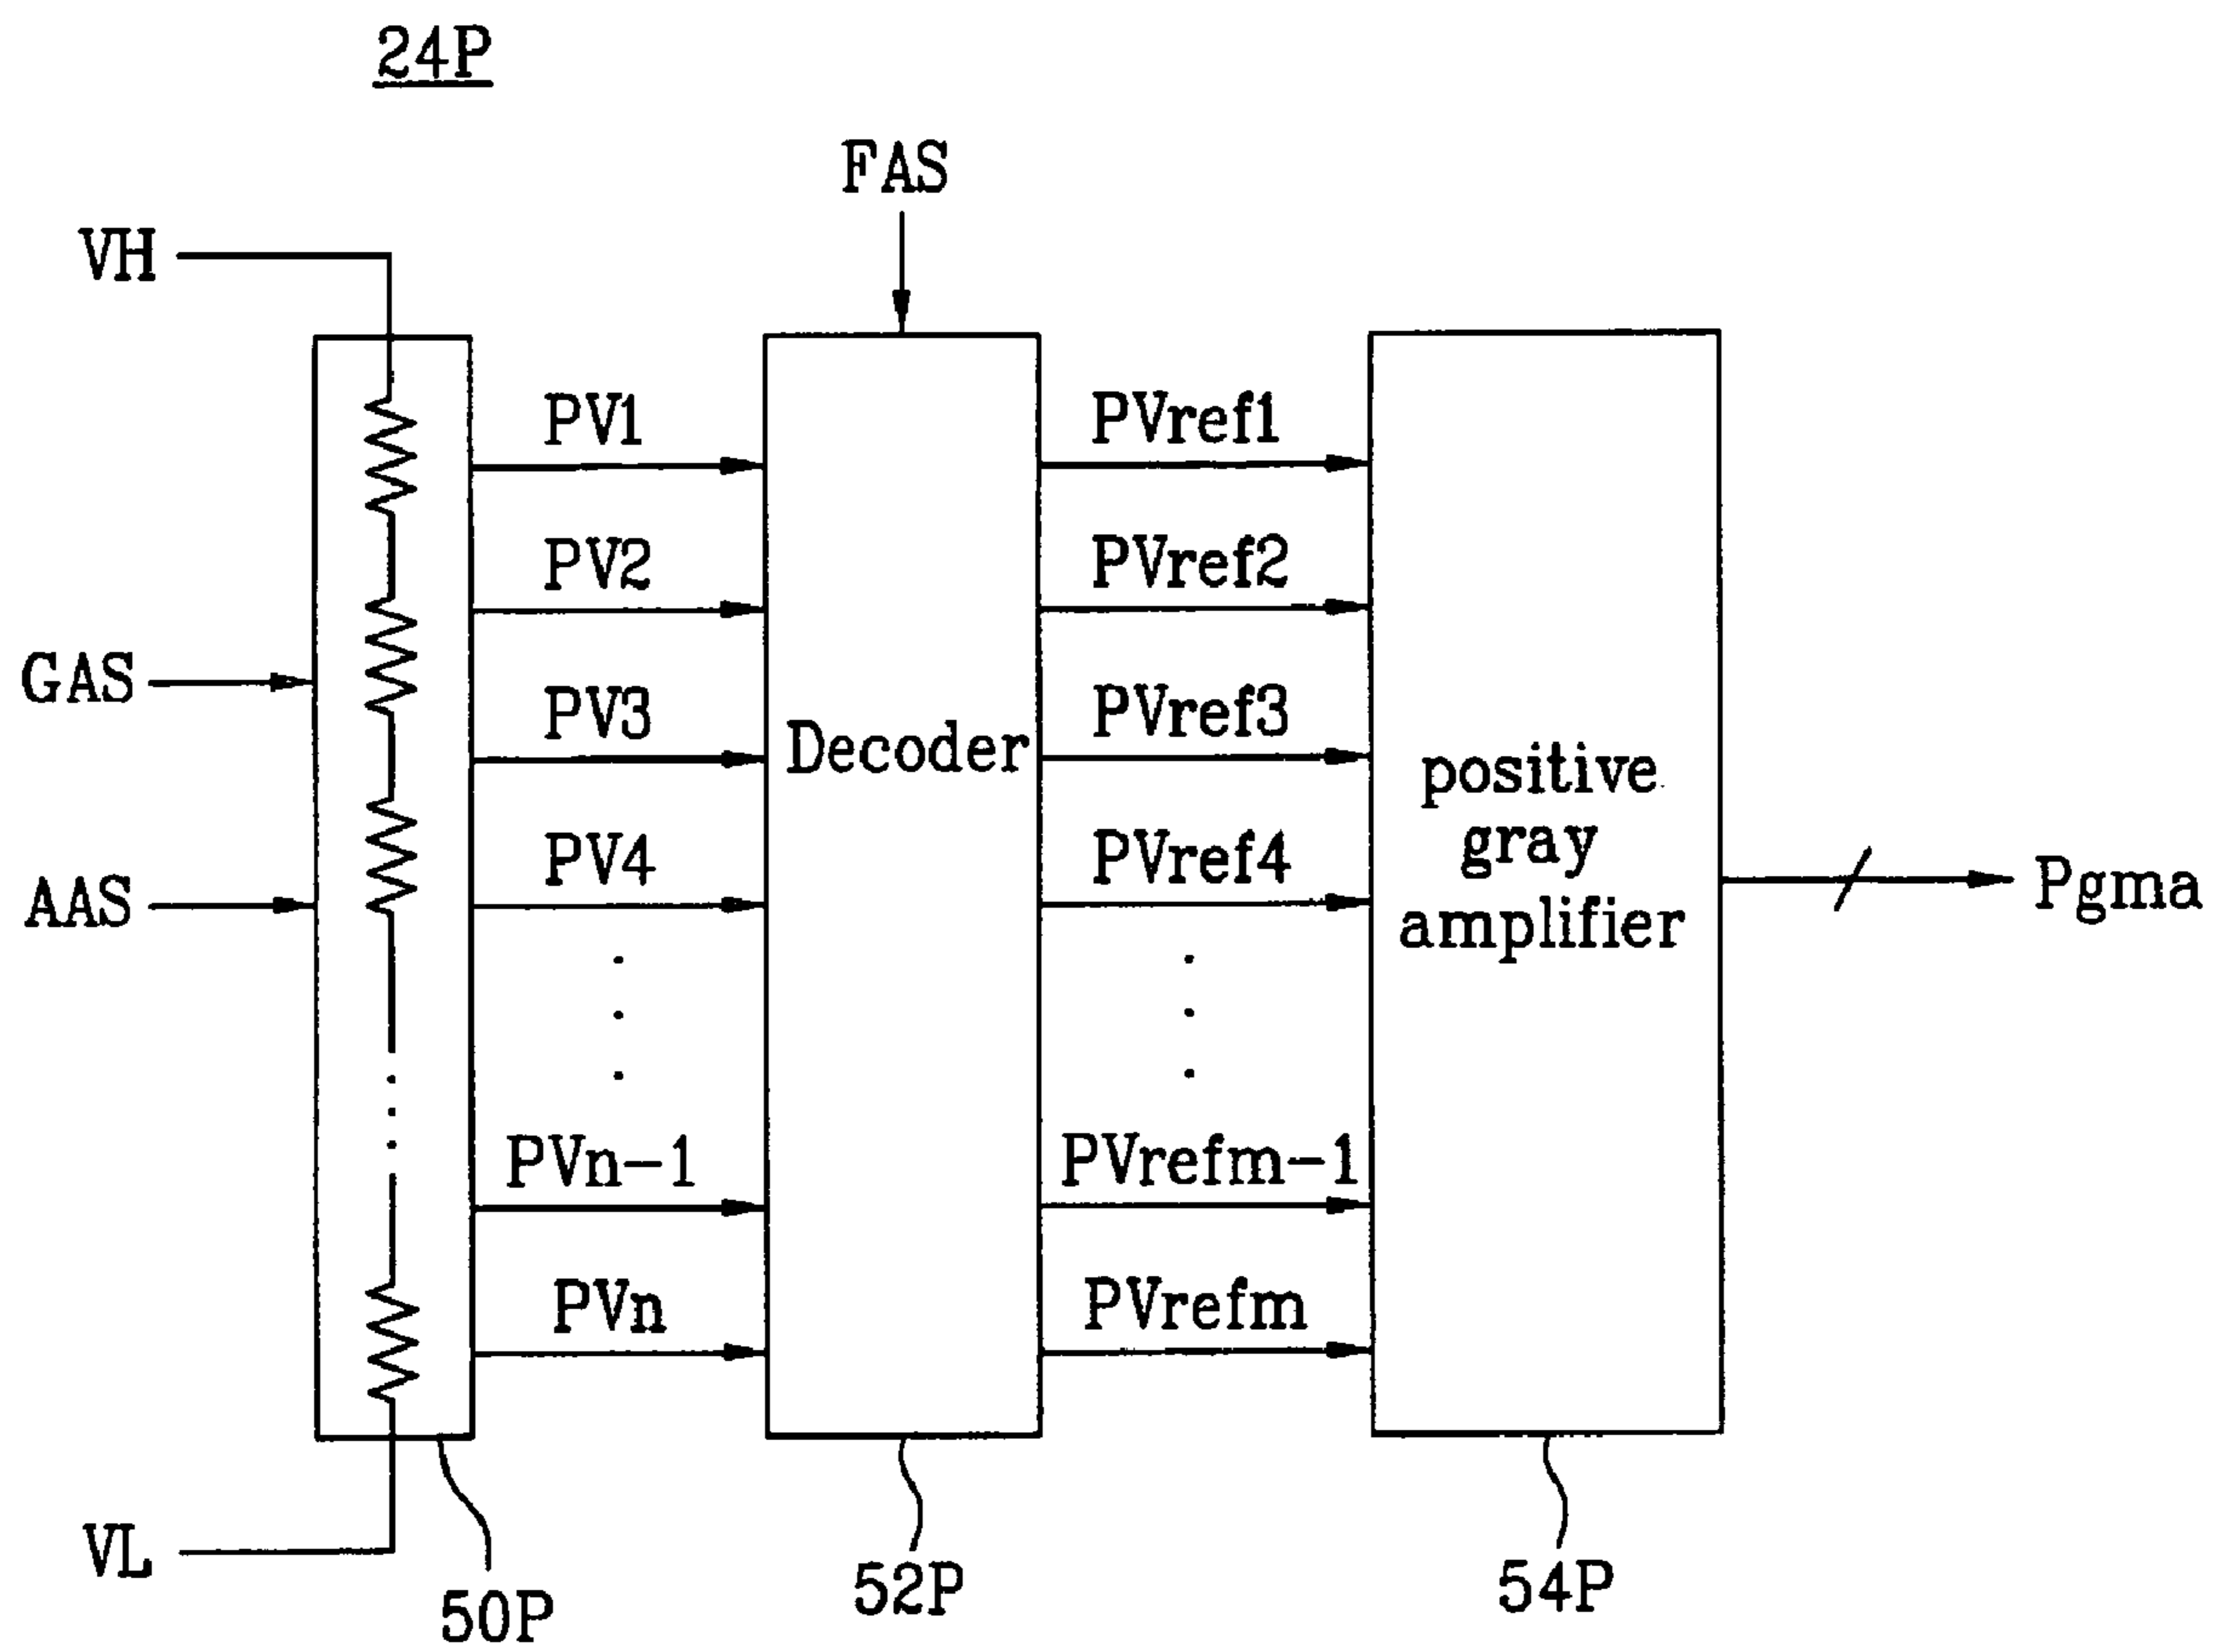 24P
FAS
VH
PV1
PVref1
PV2
PVref2
GAS
PV3
PVref3
Decoder
positive
gray
amplifier
PV4
PVref4
AAS
Pgma
PVn-1
PVrefm-1
PVn
PVrefm
VL
50P
52P
54P